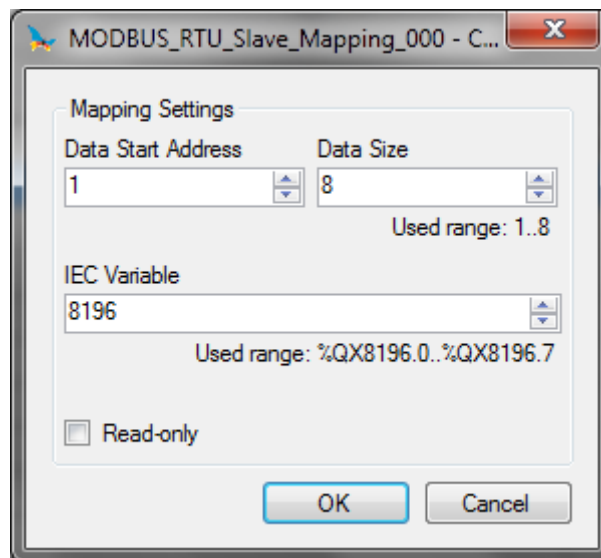 MODBUS_RTU_Slave_Mapping_000 - C...
Mapping Settings
Data Start Address Data Size
1 8
Used range: 1..8
IEC Variable
8196
Used range: %QX8196.0..%QX8196.7
Read-only
OK Cancel